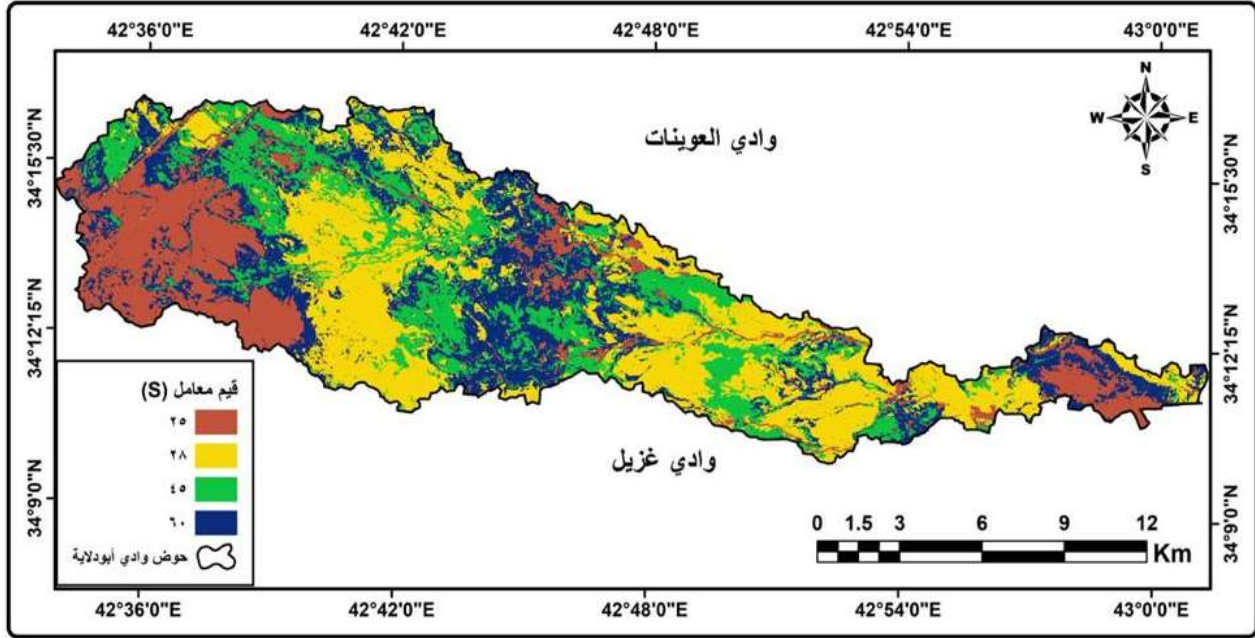 42°36'0"E 42°42'0"E 42°48'0"E 42°54'0"E 43°0'0"E
N
W E
S
وادي العوينات
34°15'30"N
34°15'30"N
34°12'15"N
34°12'15"N
قيم معامل (S)
٢٥
٢٨
٤٥
٦٠
حوض وادي أبودلاية
وادي غزيل
34°9'0"N
34°9'0"N
0 1.5 3 6 9 12
Km
42°36'0"E 42°42'0"E 42°48'0"E 42°54'0"E 43°0'0"E